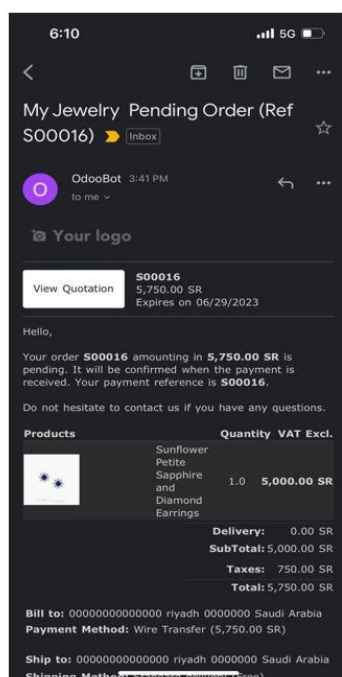 6:10
5G
My Jewelry Pending Order (Ref
S00016)
Inbox
O
OdooBot 3:41 PM
to me
Your logo
View Quotation
S00016
5,750.00 SR
Expires on 06/29/2023
Hello,
Your order S00016 amounting in 5,750.00 SR is
pending. It will be confirmed when the payment is
received. Your payment reference is S00016.
Do not hesitate to contact us if you have any questions.
Products Quantity VAT Excl.
Sunflower
Petite
Sapphire
and
Diamond
Earrings
1.0 5,000.00 SR
Delivery: 0.00 SR
SubTotal: 5,000.00 SR
Taxes: 750.00 SR
Total: 5,750.00 SR
Bill to: 00000000000000 riyadh 0000000 Saudi Arabia
Payment Method: Wire Transfer (5,750.00 SR)
Ship to: 00000000000000 riyadh 0000000 Saudi Arabia
Shipping Method: Standard delivery (Free)